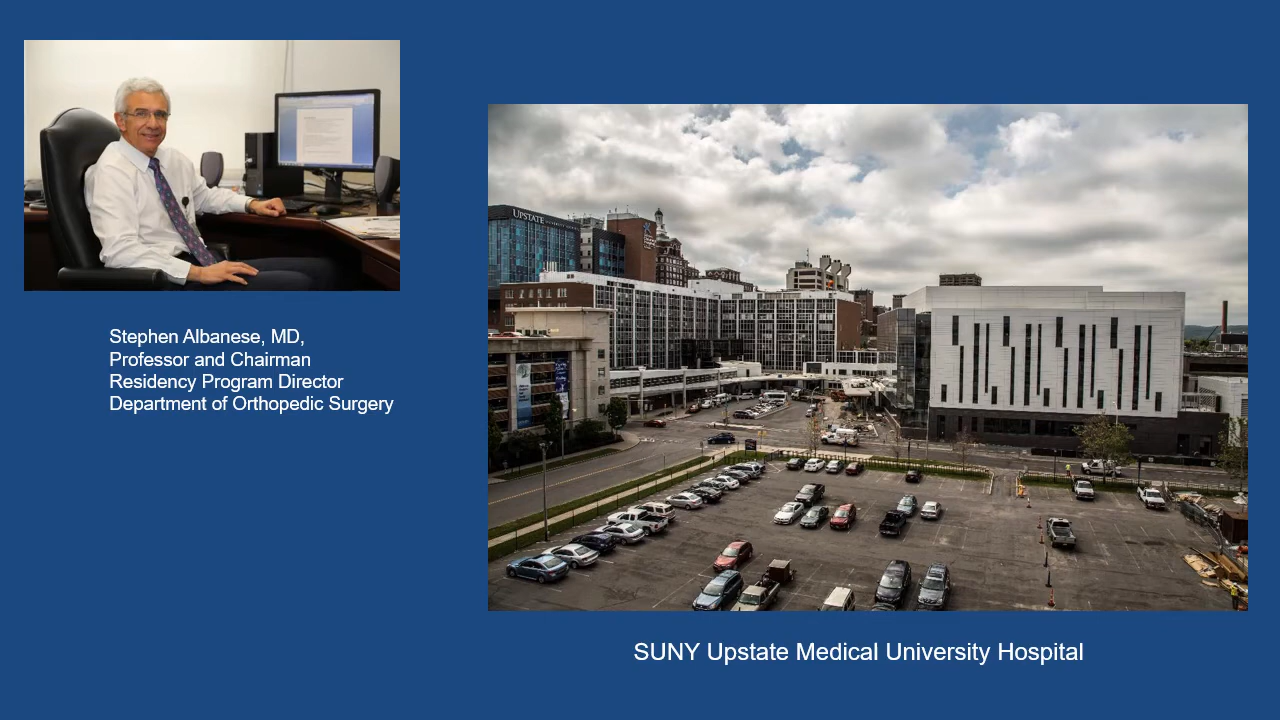 Stephen Albanese, MD,
Professor and Chairman
Residency Program Director
Department of Orthopedic Surgery
UPSTATE
SUNY Upstate Medical University Hospital